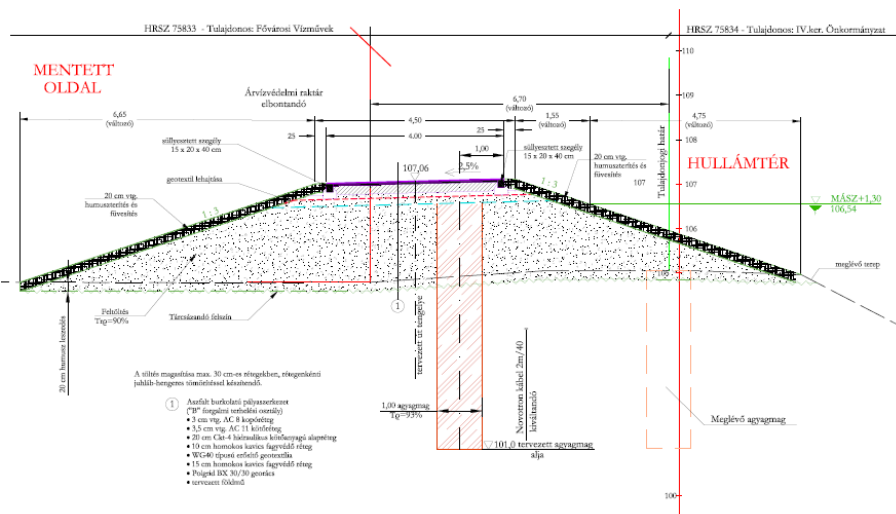 HRSZ 75833 - Tulajdonos: Fővárosi Vízművek
HRSZ 75834 - Tulajdonos: IV.ker. Önkormányzat
MENTETT
OLDAL
Árvízvédelmi raktár
elbontandó
6,70
(változó)
6,65
(változó)
4,50
1,55
(változó)
4,75
(változó)
25
4,00
25
1,00
süllyesztett szegély
15 x 20 x 40 cm
süllyesztett szegély
15 x 20 x 40 cm
20 cm vtg.
humuszterítés és
füvesítés
geotextil lehajtása
107,06
2,5%
1:3
1:3
20 cm vtg.
humuszterítés és
füvesítés
Tulajdonjogi határ
HULLÁMTÉR
110
109
108
107
107
106
105
100
MÁSZ+1,30
106,54
meglévő terep
Feltöltés
Trρ=90%
Társázandó felszín
20 cm humusz leszedés
1
tervezett út tengelye
A töltés magasítása max. 30 cm-es rétegekben, rétegenkénti
juhláb-hengeres tömörítéssel készítendő.
1
Aszfalt burkolatú pályaszerkezet
("B" forgalmi terhelési osztály)
• 3 cm vtg. AC 8 kopóréteg
• 3,5 cm vtg. AC 11 kötőréteg
• 20 cm Ckt-4 hidraulikus kötőanyagú alapréteg
• 10 cm homokos kavics fagyvédő réteg
• WG40 típusú erősítő geotextília
• 15 cm homokos kavics fagyvédő réteg
• Polgrid BX 30/30 georács
• tervezett földmű
1,00 agyagmag
Trρ=93%
Novotron kábel 2m/40
kiváltandó
101,0 tervezett agyagmag
alja
Meglévő agyagmag